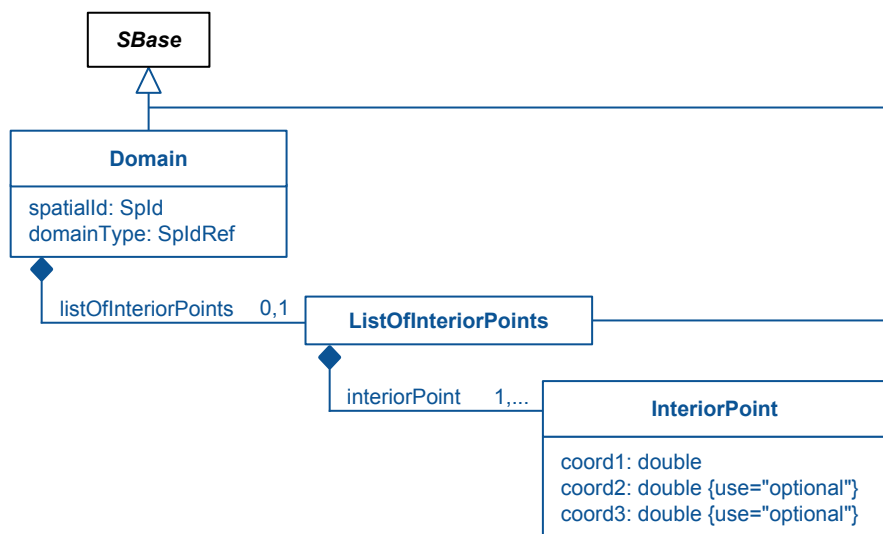 SBase
Domain
spatialId: SpId
domainType: SpIdRef
listOfInteriorPoints 0,1
ListOfInteriorPoints
interiorPoint 1,...
InteriorPoint
coord1: double
coord2: double {use="optional"}
coord3: double {use="optional"}